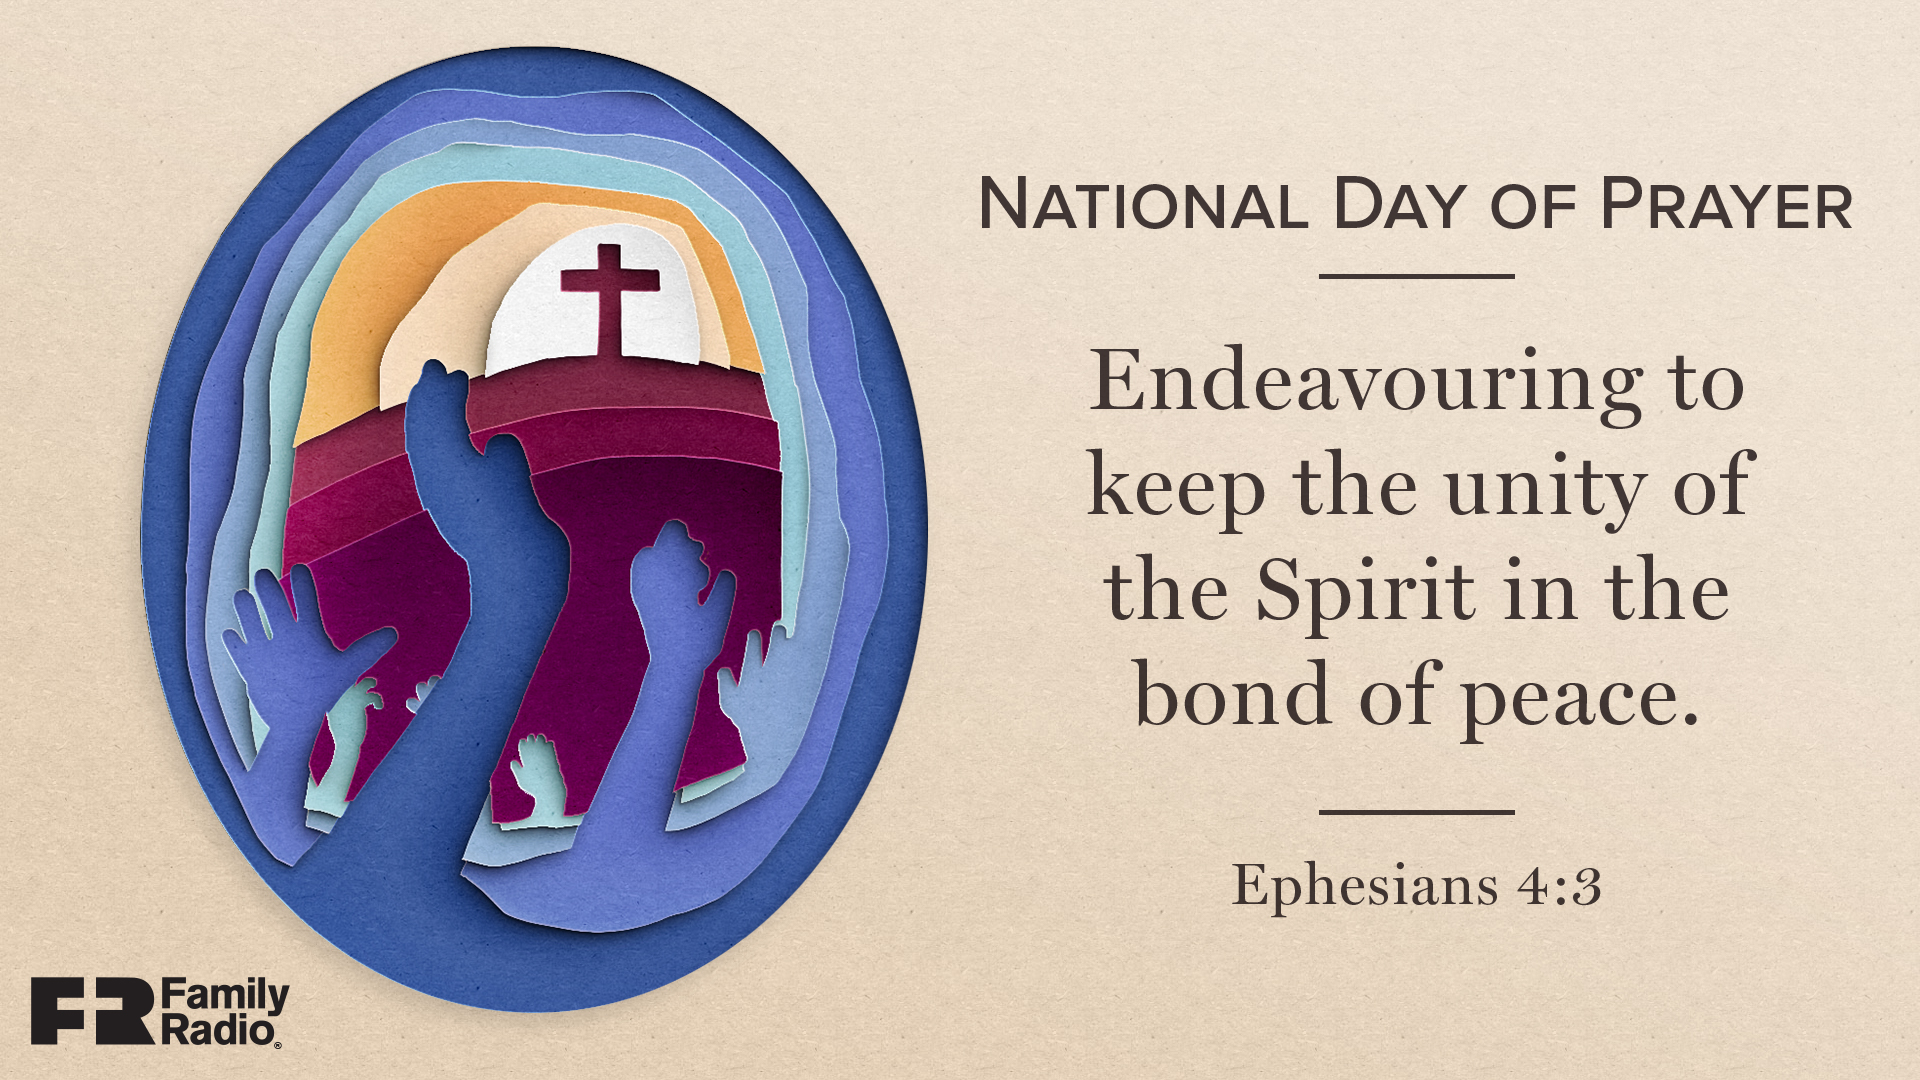 National Day of Prayer
Endeavouring to
keep the unity of
the Spirit in the
bond of peace.
Ephesians 4:3
FR Family
Radio®